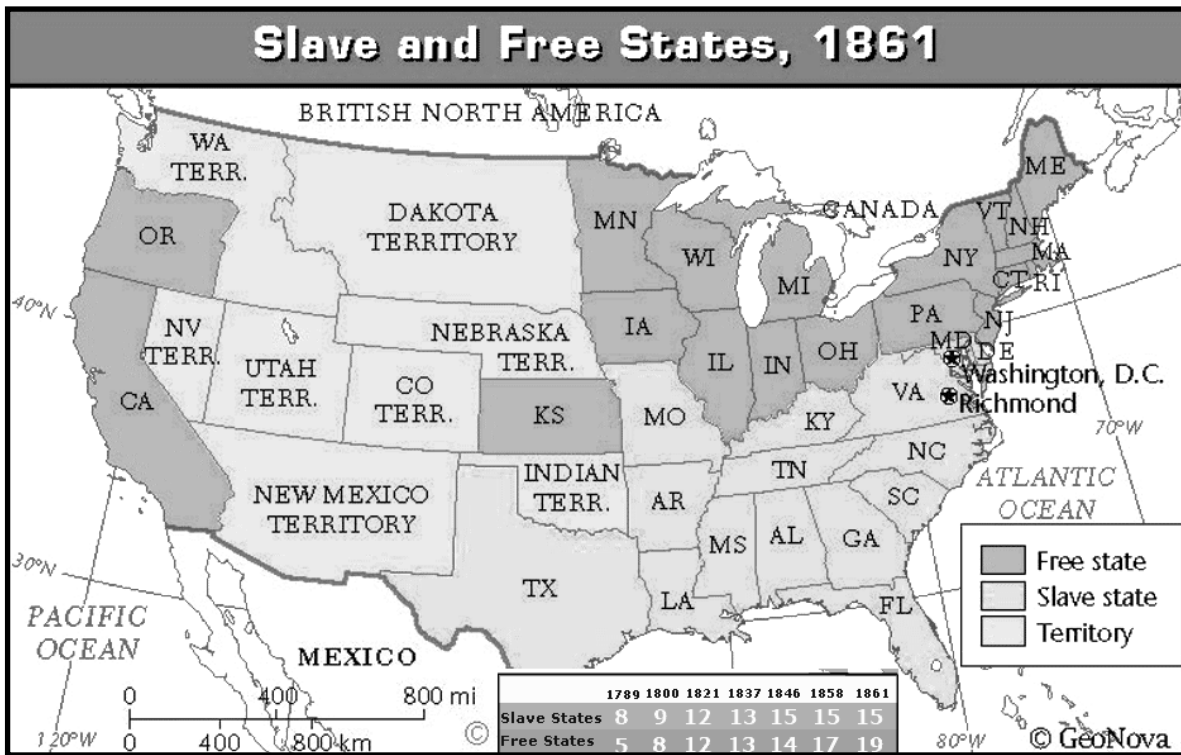 Slave and Free States, 1861
BRITISH NORTH AMERICA
WA
TERR.
ME
DAKOTA
TERRITORY
MN
CANADA
VT
NH
OR
WI
MI
NY
MA
CT
RI
40°N
NV
TERR.
NEBRASKA
TERR.
IA
PA
NJ
MD
DE
UTAH
TERR.
CO
TERR.
IL
IN
OH
Washington, D.C.
CA
KS
MO
KY
VA
Richmond
70°W
NEW MEXICO
TERRITORY
INDIAN
TERR.
TN
NC
ATLANTIC
OCEAN
AR
SC
MS
AL
GA
30°N
TX
LA
FL
Free state
Slave state
Territory
PACIFIC
OCEAN
MEXICO
0 400 800 mi
0 400 800 km
1789 1800 1821 1837 1846 1858 1861
Slave States 8 9 12 13 15 15 15
Free States 5 8 12 13 14 17 19
120°W
©
80°W
© GeoNova